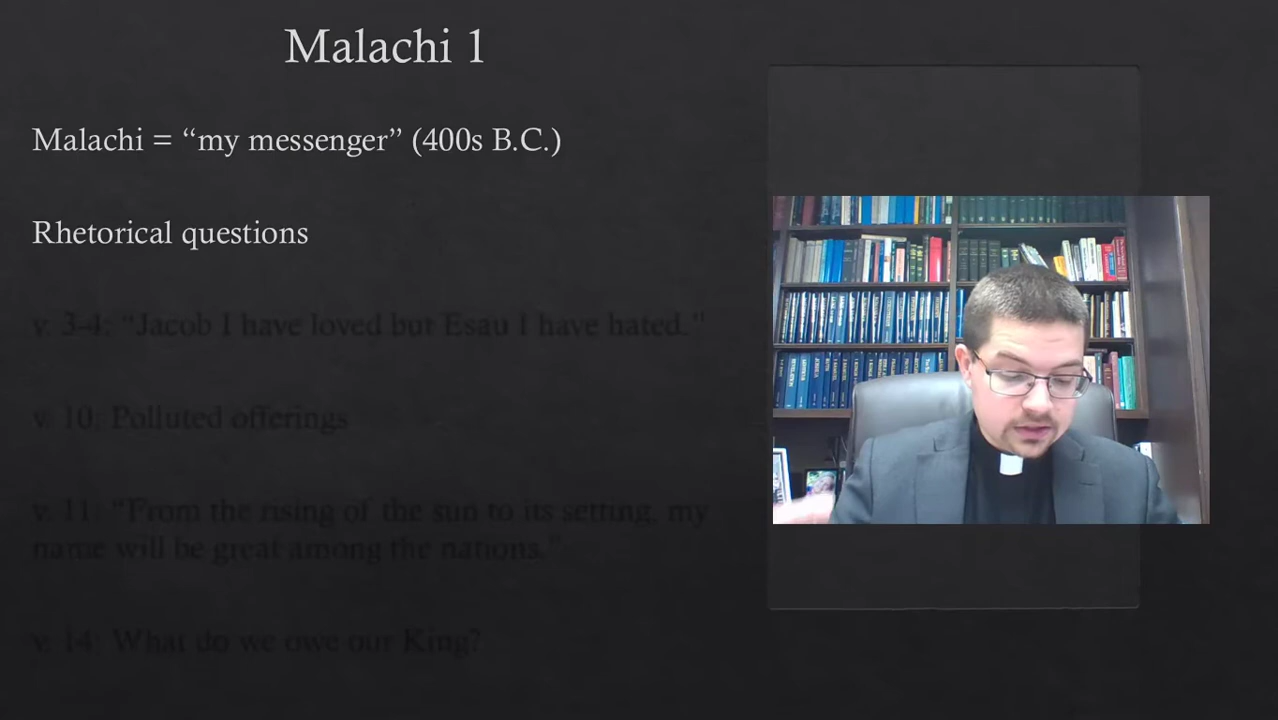 Malachi 1
Malachi = “my messenger” (400s B.C.)
Rhetorical questions
v. 3-4: “Jacob I have loved but Esau I have hated.”
v. 10: Polluted offerings
v. 11: “From the rising of the sun to its setting, my
name will be great among the nations.”
v. 14: What do we owe our King?